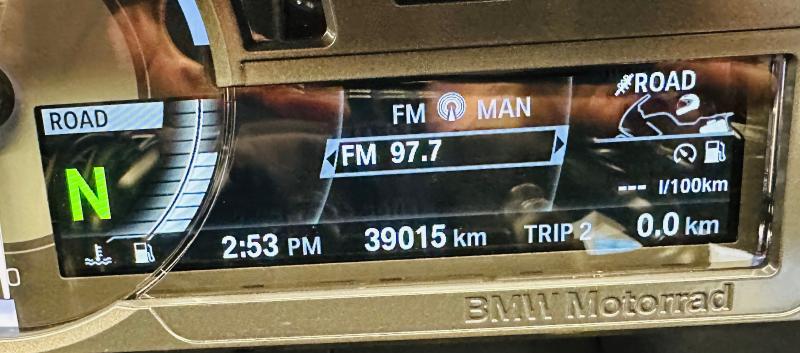 ROAD
N
FM MAN
FM 97.7
ROAD
--- l/100km
2:53 PM 39015 km TRIP 2 0,0 km
BMW Motorrad